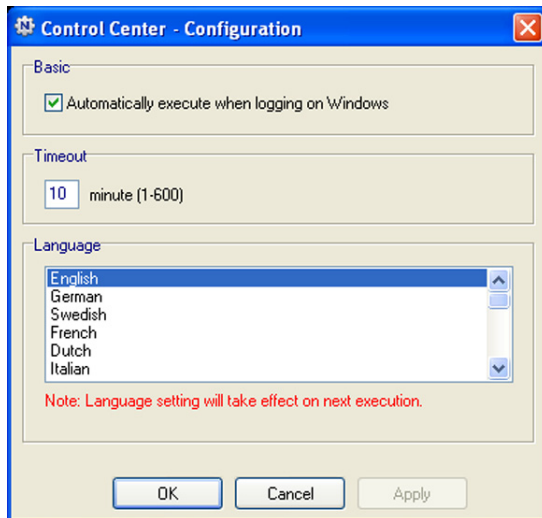 Control Center - Configuration
Basic
Automatically execute when logging on Windows
Timeout
10 minute (1-600)
Language
English
German
Swedish
French
Dutch
Italian
Note: Language setting will take effect on next execution.
OK Cancel Apply